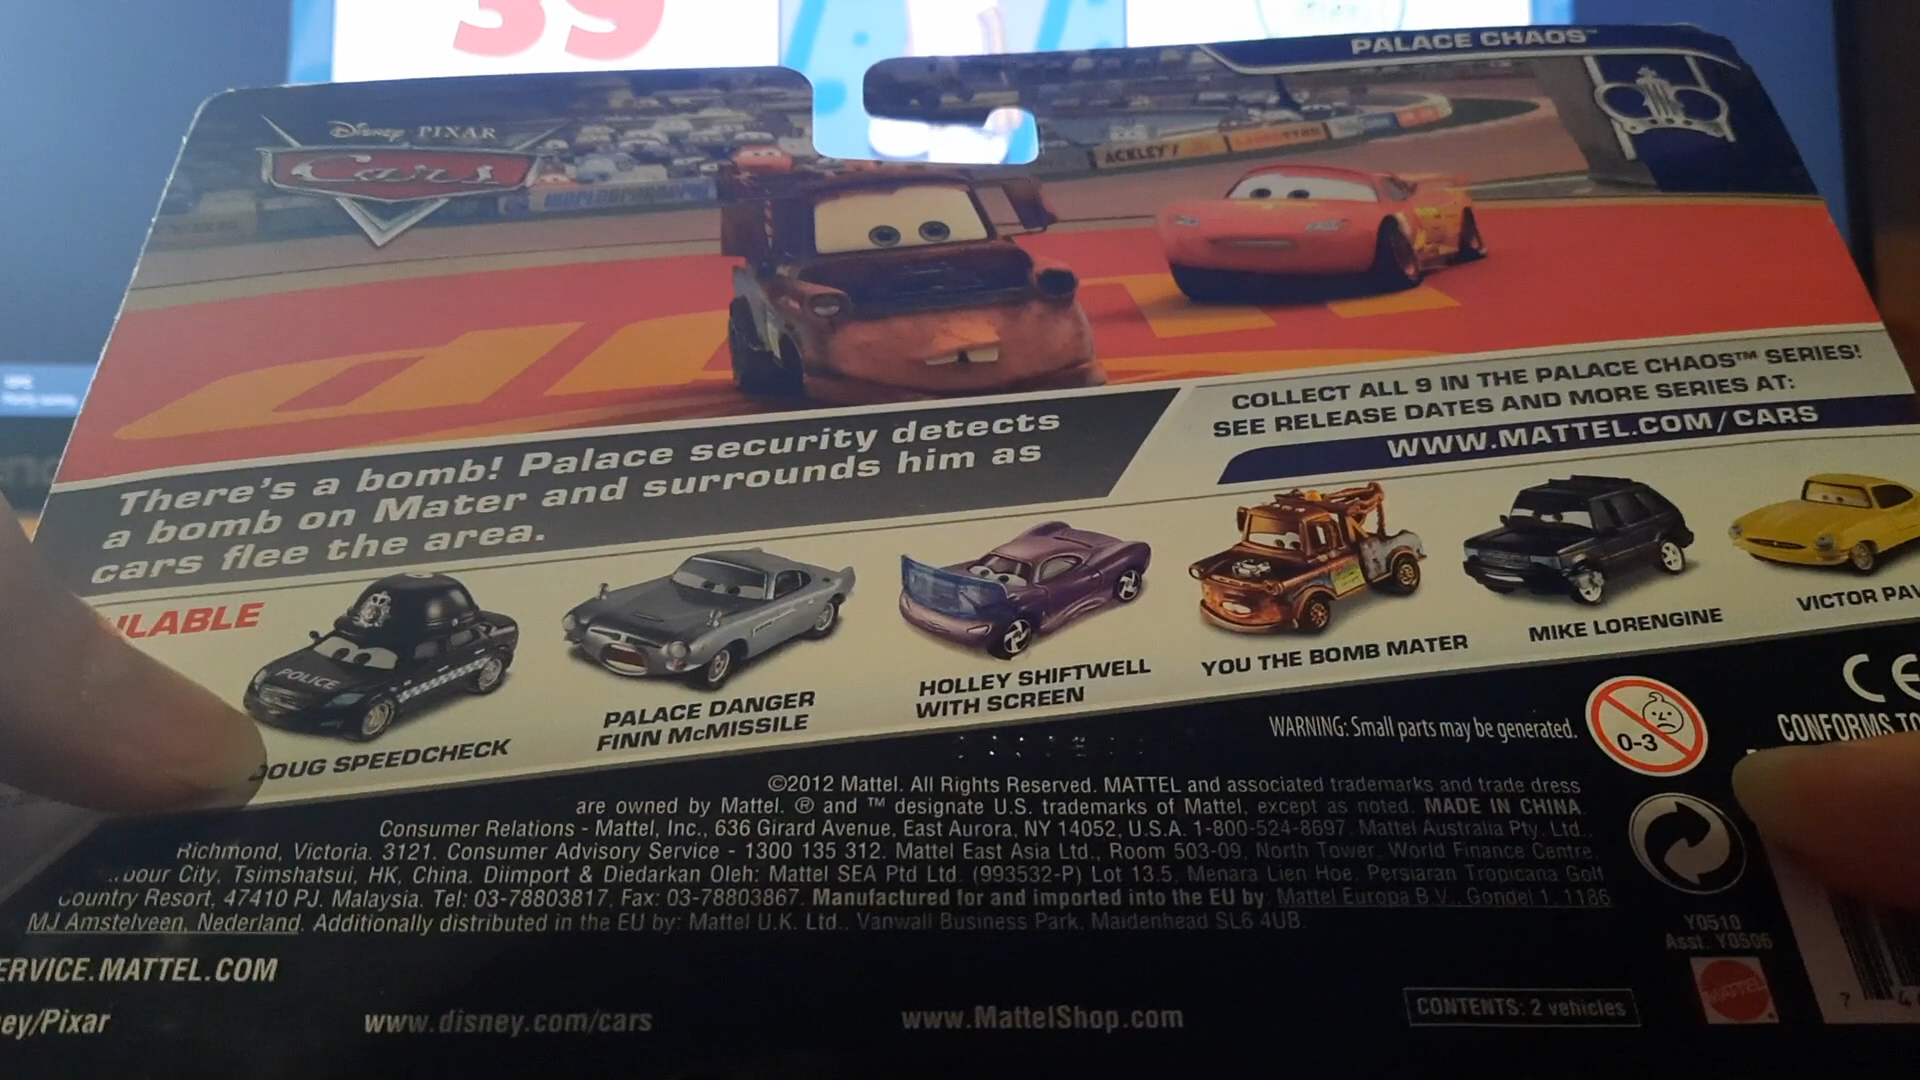 39
PALACE CHAOS™
Disney PIXAR
Cars
ACKLEY!
COLLECT ALL 9 IN THE PALACE CHAOS™ SERIES!
SEE RELEASE DATES AND MORE SERIES AT:
WWW.MATTEL.COM/CARS
There's a bomb! Palace security detects
a bomb on Mater and surrounds him as
cars flee the area.
ILABLE
POLICE
DOUG SPEEDCHECK
PALACE DANGER
FINN McMISSILE
HOLLEY SHIFTWELL
WITH SCREEN
YOU THE BOMB MATER
MIKE LORENGINE
VICTOR PAV
WARNING: Small parts may be generated.
0-3
CE
CONFORMS TO
©2012 Mattel. All Rights Reserved. MATTEL and associated trademarks and trade dress
are owned by Mattel. ® and ™ designate U.S. trademarks of Mattel, except as noted. MADE IN CHINA.
Consumer Relations - Mattel, Inc., 636 Girard Avenue, East Aurora, NY 14052, U.S.A. 1-800-524-8697. Mattel Australia Pty. Ltd.,
Richmond, Victoria. 3121. Consumer Advisory Service - 1300 135 312. Mattel East Asia Ltd., Room 503-09, North Tower, World Finance Centre,
bour City, Tsimshatsui, HK, China. Diimport & Diedarkan Oleh: Mattel SEA Ptd Ltd. (993532-P) Lot 13.5, Menara Lien Hoe, Persiaran Tropicana Golf
Country Resort, 47410 PJ. Malaysia. Tel: 03-78803817, Fax: 03-78803867. Manufactured for and imported into the EU by: Mattel Europa B.V., Gondel 1, 1186
MJ Amstelveen, Nederland. Additionally distributed in the EU by: Mattel U.K. Ltd., Vanwall Business Park, Maidenhead SL6 4UB.
Y0510
Asst. Y0506
ERVICE.MATTEL.COM
MATTEL
ey/Pixar
www.disney.com/cars
www.MattelShop.com
CONTENTS: 2 vehicles
7